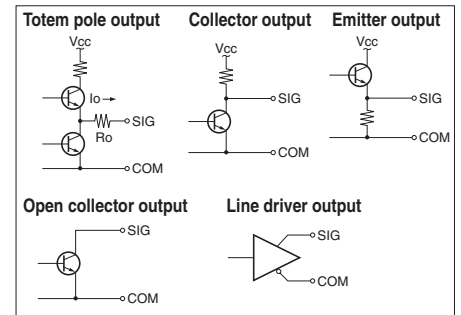 Totem pole output
Collector output
Emitter output
Vcc
Io
SIG
Ro
COM
Vcc
SIG
COM
Vcc
SIG
COM
Open collector output
Line driver output
SIG
COM
SIG
COM